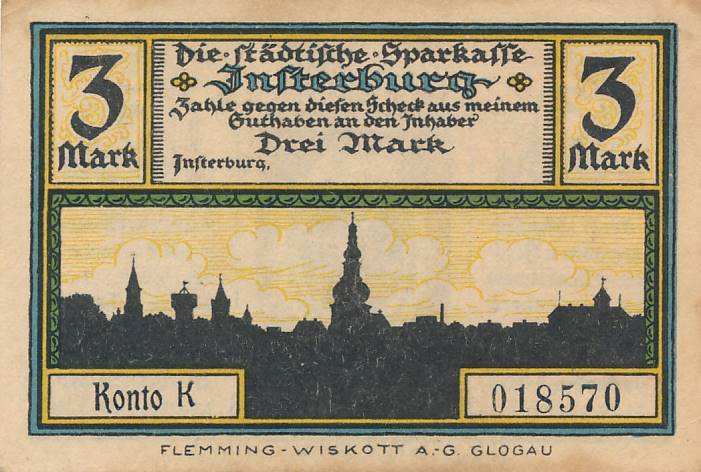 3
Mark
Die städtische Sparkasse
Insterburg
Zahle gegen diesen Scheck aus meinem
Guthaben an den Inhaber
Drei Mark
Insterburg,
3
Mark
Konto K
018570
FLEMMING-WISKOTT A.-G. GLOGAU